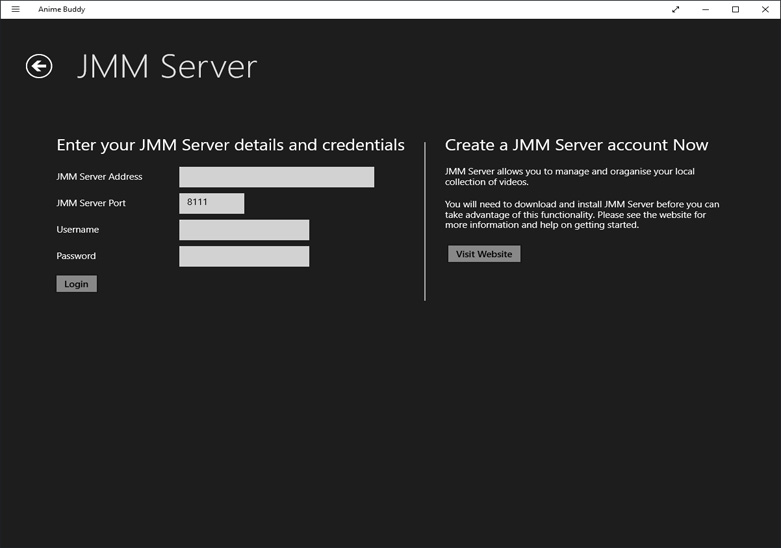 Anime Buddy
JMM Server
Enter your JMM Server details and credentials
JMM Server Address
JMM Server Port
8111
Username
Password
Login
Create a JMM Server account Now
JMM Server allows you to manage and oraganise your local
collection of videos.
You will need to download and install JMM Server before you can
take advantage of this functionality. Please see the website for
more information and help on getting started.
Visit Website